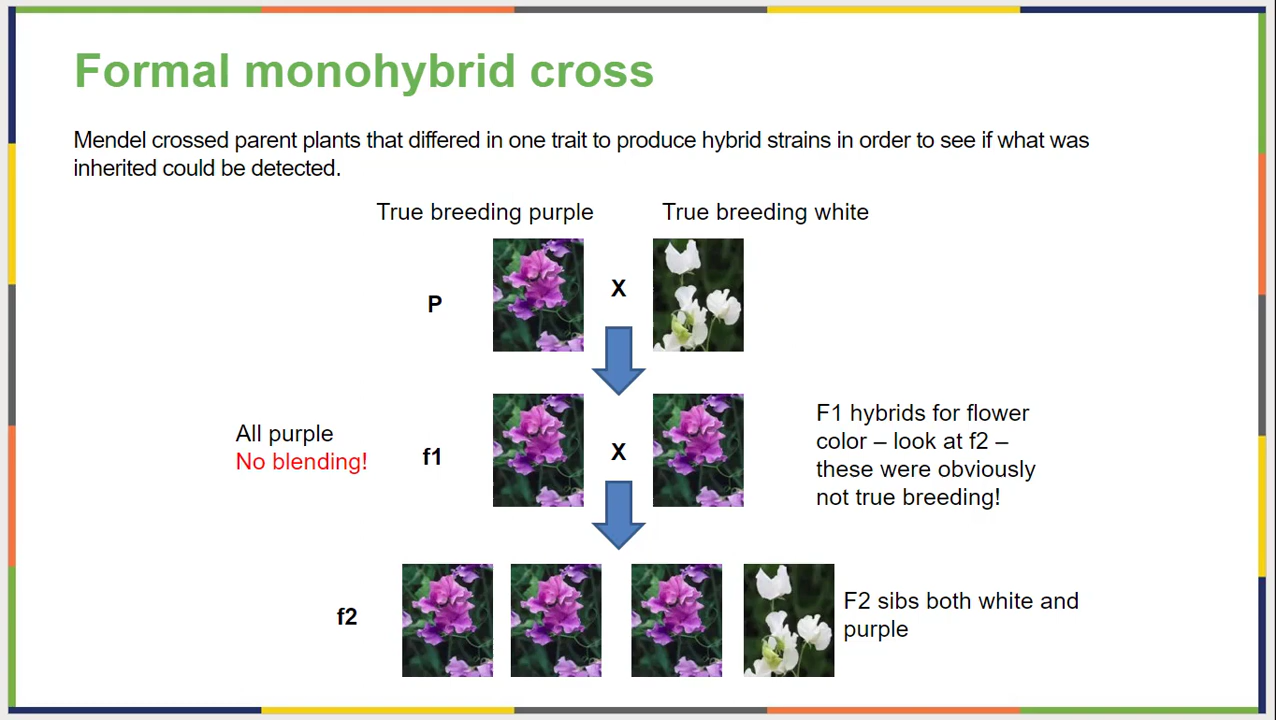 Formal monohybrid cross
Mendel crossed parent plants that differed in one trait to produce hybrid strains in order to see if what was
inherited could be detected.
True breeding purple
True breeding white
P
X
All purple
No blending!
f1
X
F1 hybrids for flower
color – look at f2 –
these were obviously
not true breeding!
f2
F2 sibs both white and
purple